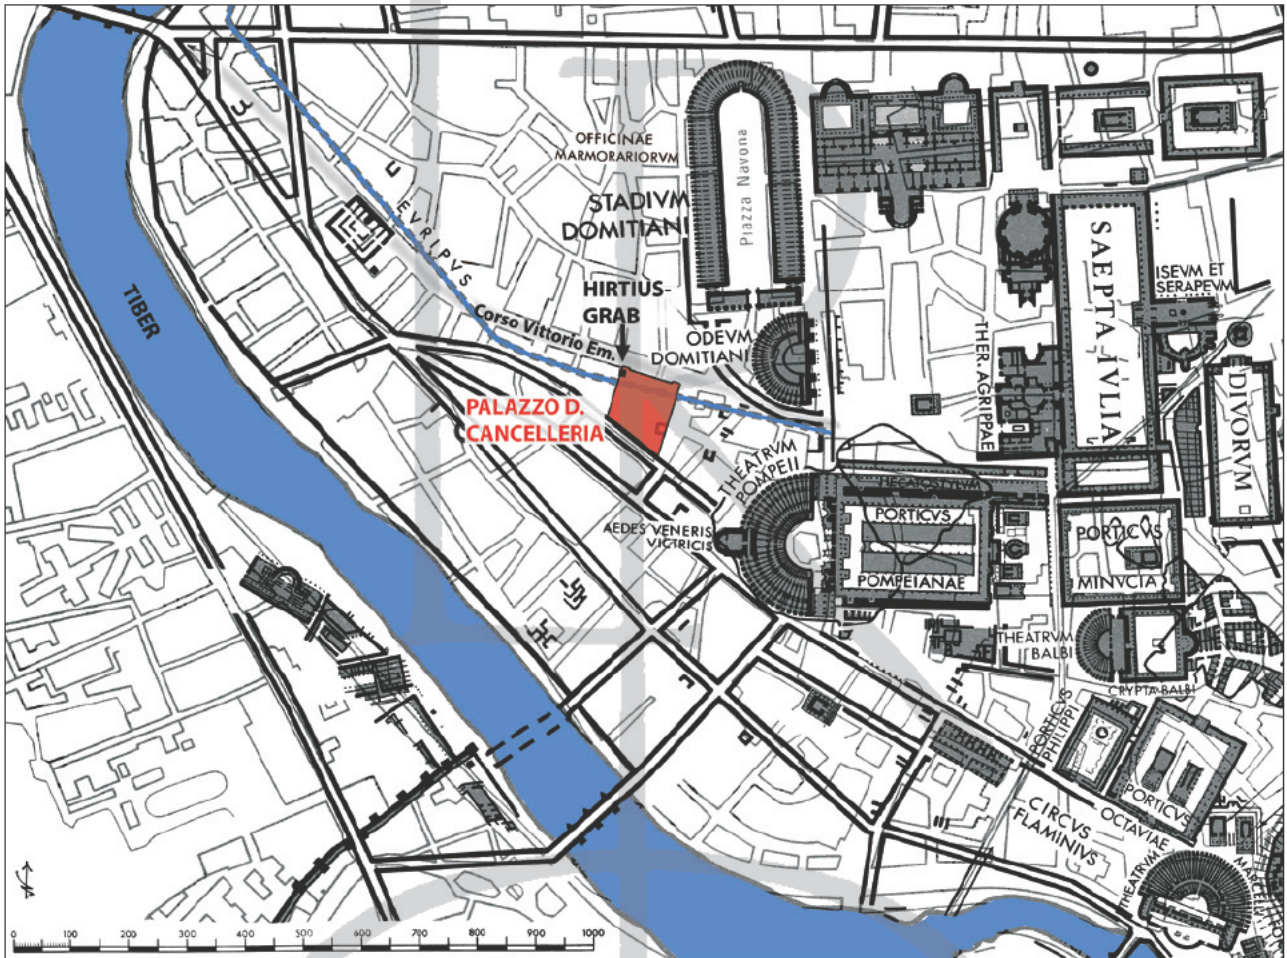 OFFICINAE
MARMORARIORVM
STADIVM
DOMITIANI
Piazza Navona
EVRIPVS
HIRTIUS-
GRAB
Corso Vittorio Em.
ODEVM
DOMITIANI
TIBER
PALAZZO D.
CANCELLERIA
THEATRVM
POMPEII
AEDES VENERIS
VICTRICIS
HECATOSTYLVM
PORTICVS
POMPEIANAE
THER. AGRIPPAE
SAEPTA IVLIA
ISEVM ET
SERAPEVM
DIVORVM
PORTICVS
MINVCIA
THEATRVM
BALBI
CRYPTA BALBI
PORTICVS
PHILIPPI
PORTICVS
OCTAVIAE
CIRCVS
FLAMINIVS
THEATRVM
MARCELLI
0 100 200 300 400 500 600 700 800 900 1000